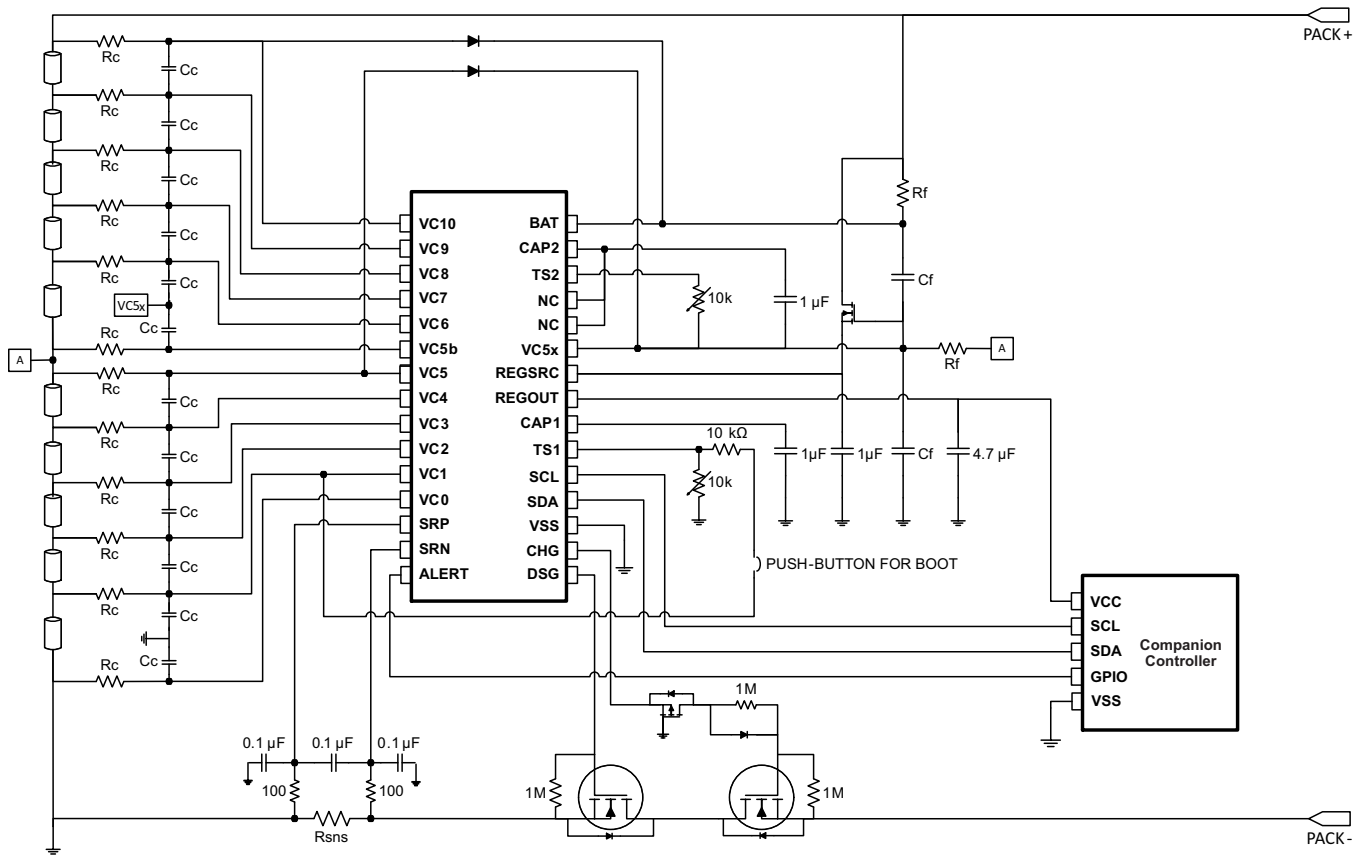 PACK +
Rc
Cc
Rc
Cc
Rc
Cc
Rc
Cc
Rc
Cc
VC5x
Cc
Rc
A
Rc
Cc
Rc
Cc
Rc
Cc
Rc
Cc
Rc
Cc
Cc
Rc
VC10
VC9
VC8
VC7
VC6
VC5b
VC5
VC4
VC3
VC2
VC1
VC0
SRP
SRN
ALERT
BAT
CAP2
TS2
NC
NC
VC5x
REGSRC
REGOUT
CAP1
TS1
SCL
SDA
VSS
CHG
DSG
Rf
Cf
10k
1 µF
Rf
A
10 kΩ
10k
1µF
1µF
Cf
4.7 µF
PUSH-BUTTON FOR BOOT
VCC
SCL
SDA
GPIO
VSS
Companion
Controller
1M
0.1 µF
0.1 µF
0.1 µF
100
100
1M
1M
Rsns
PACK -